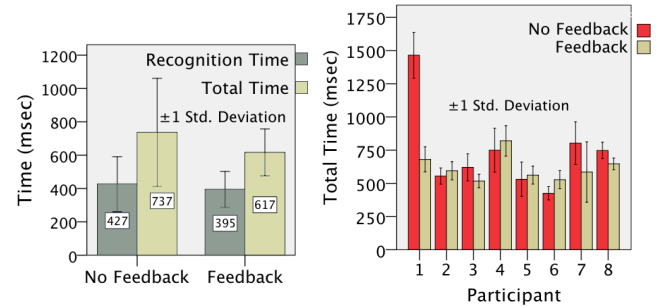 Time (msec)
1200
1000
800
600
400
200
0
Recognition Time
Total Time
±1 Std. Deviation
427
737
395
617
No Feedback
Feedback
Total Time (msec)
1750
1500
1250
1000
750
500
250
0
No Feedback
Feedback
±1 Std. Deviation
1 2 3 4 5 6 7 8
Participant